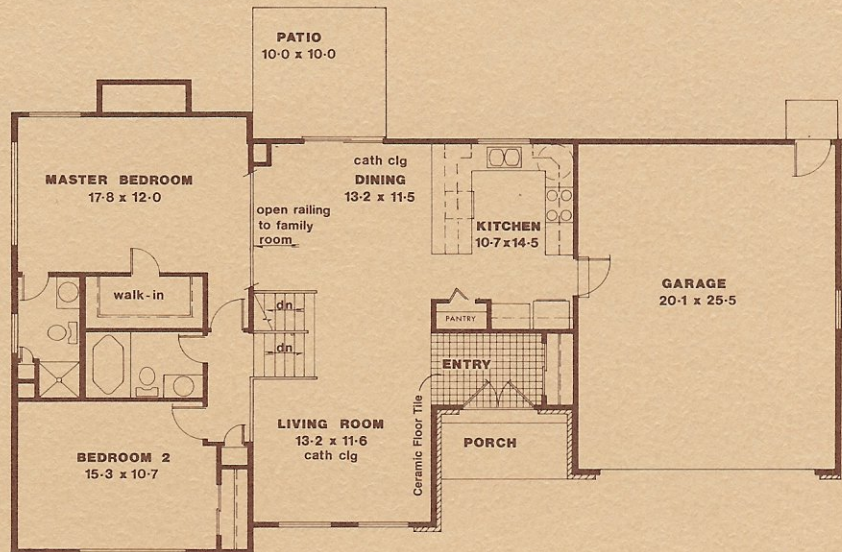 PATIO
10·0 x 10·0
MASTER BEDROOM
17·8 x 12·0
cath clg
DINING
13·2 x 11·5
open railing
to family
room
KITCHEN
10·7 x 14·5
GARAGE
20·1 x 25·5
walk-in
dn
dn
PANTRY
ENTRY
Ceramic Floor Tile
LIVING ROOM
13·2 x 11·6
cath clg
PORCH
BEDROOM 2
15·3 x 10·7